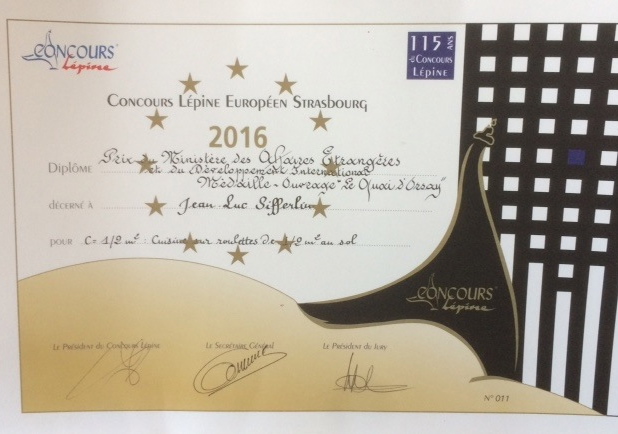 CONCOURS
Lépine
115 ANS
CONCOURS
LÉPINE
CONCOURS LÉPINE EUROPÉEN STRASBOURG
2016
DIPLÔME Prix du Ministère des Affaires Étrangères
et du Développement International
Médaille - Ouvrage "Le Quai d'Orsay"
DÉCERNÉ À Jean-Luc Sifferlin
POUR C= 1/2 m² : Cuisine sur roulettes de 1/2 m² au sol
CONCOURS
Lépine
LE PRÉSIDENT DU CONCOURS LÉPINE LE SECRÉTAIRE GÉNÉRAL LE PRÉSIDENT DU JURY
N° 011